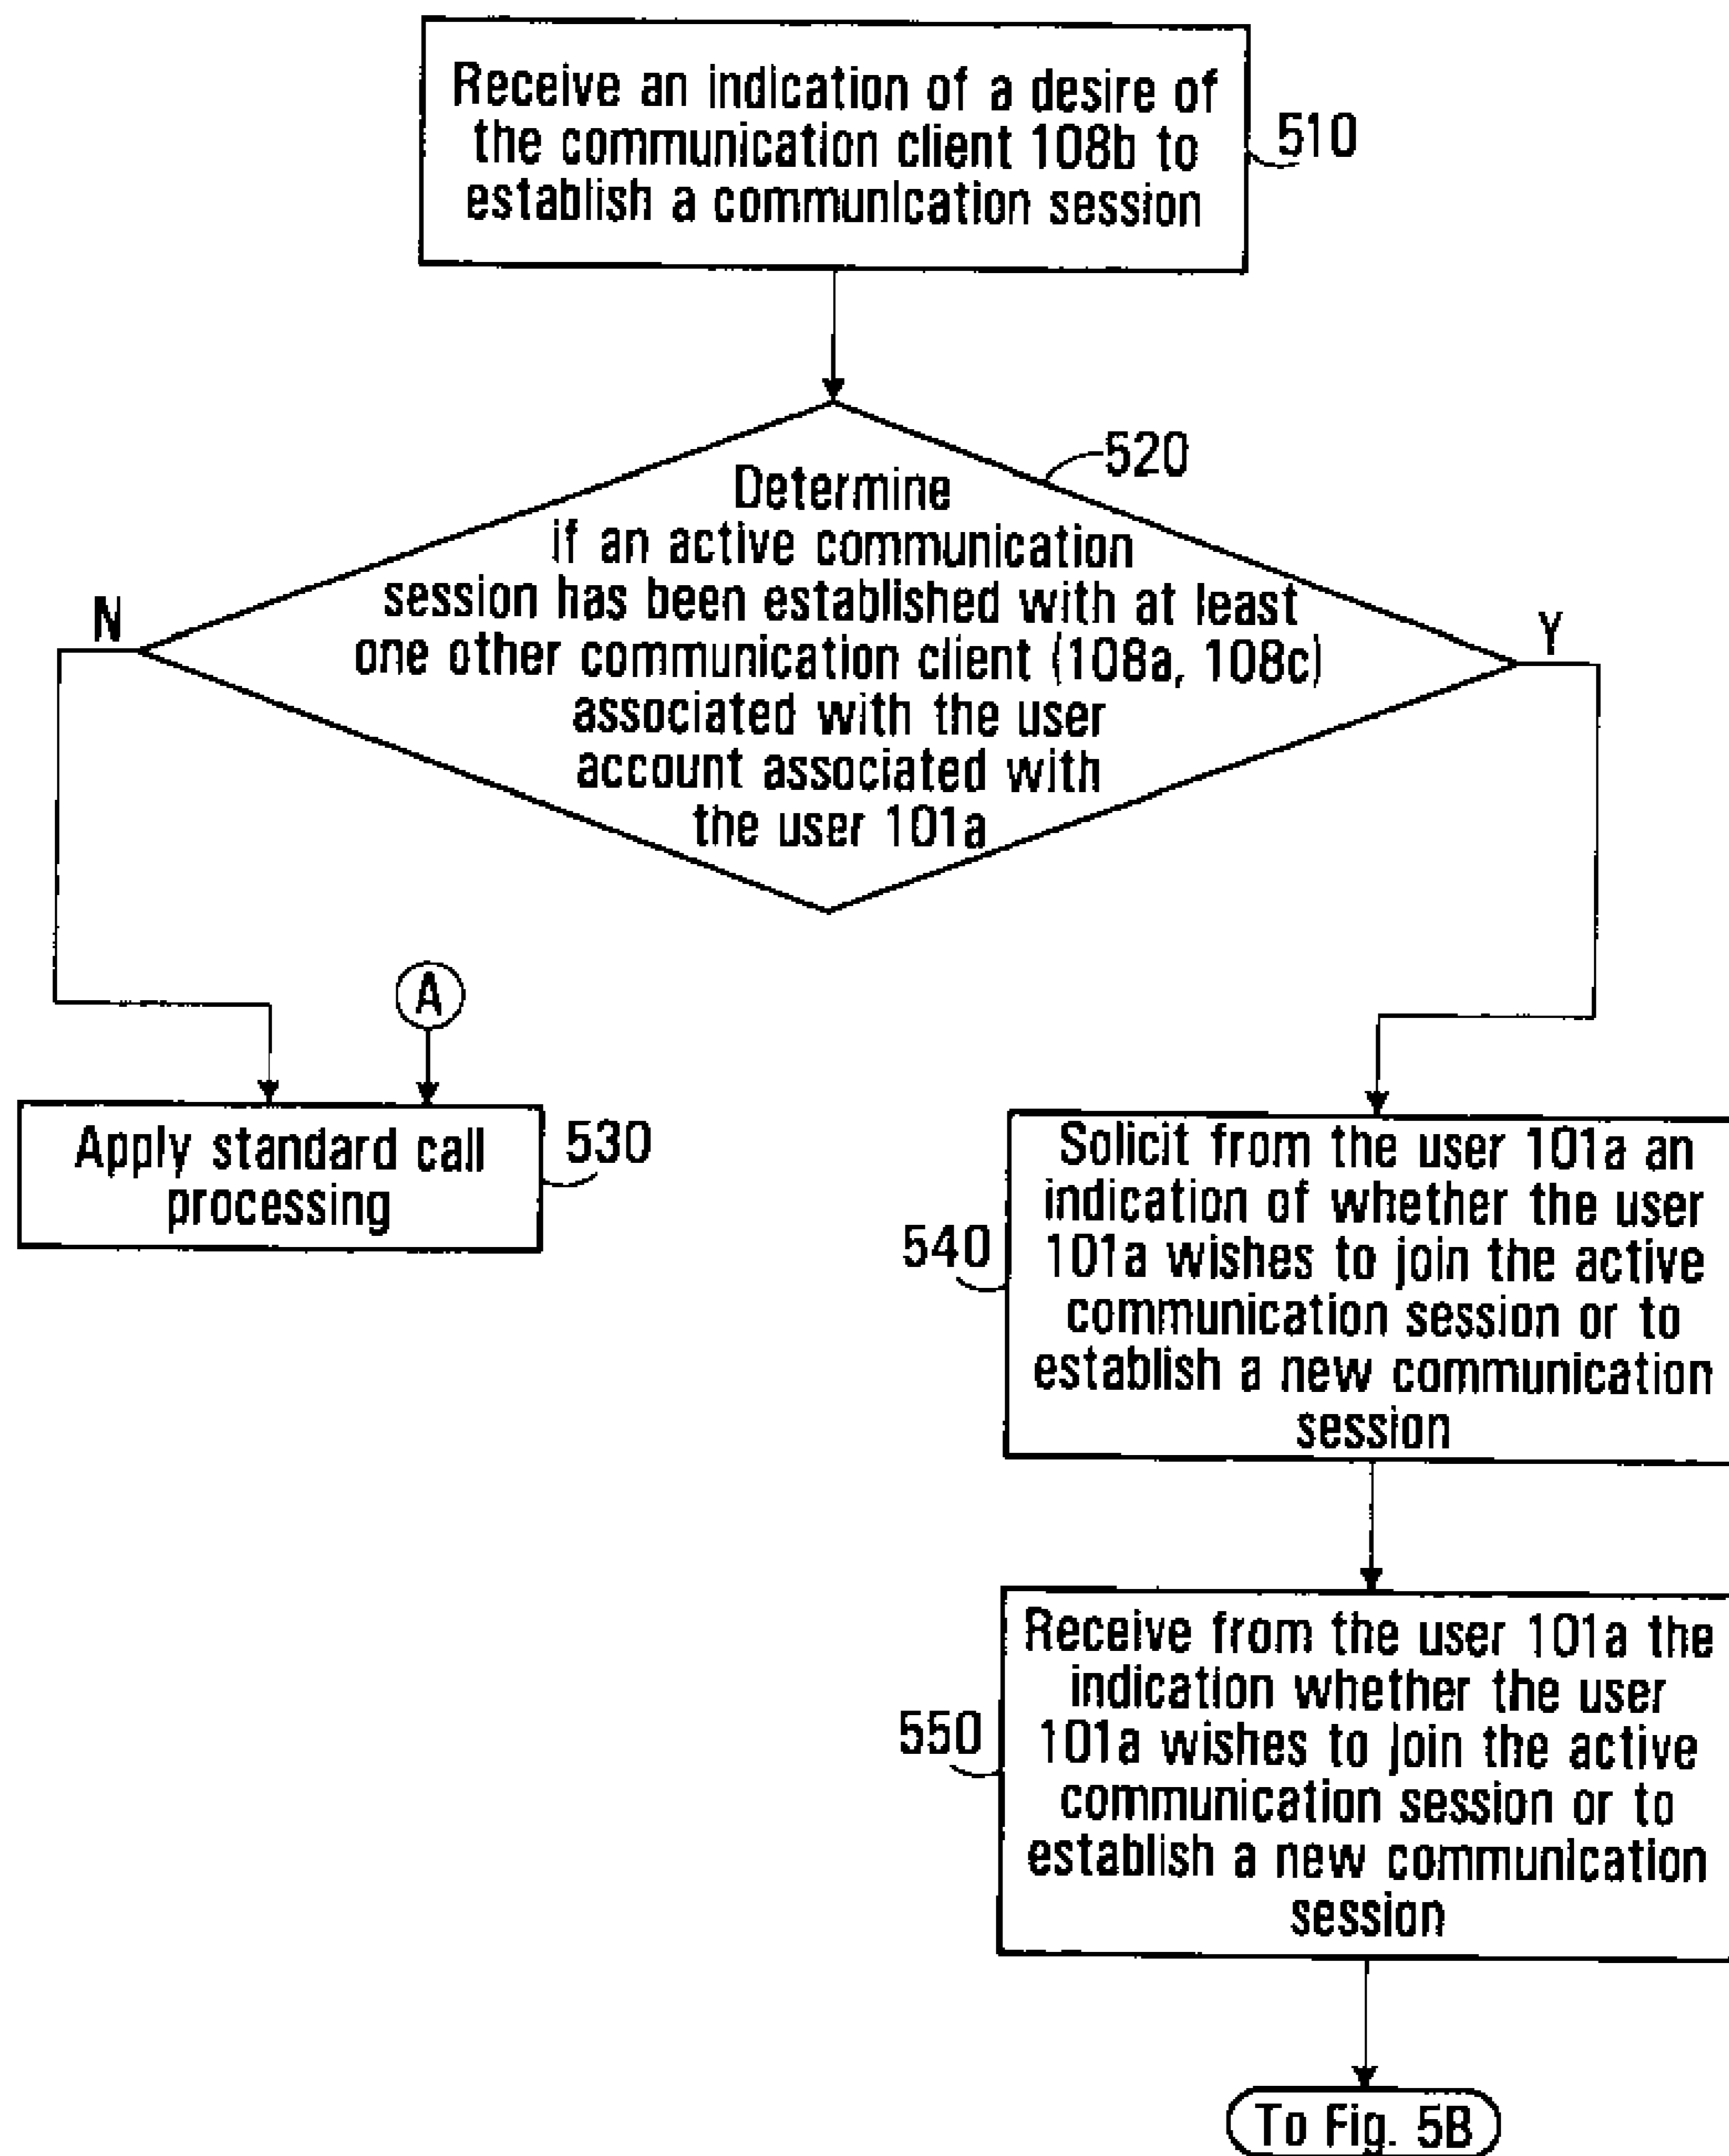 Receive an indication of a desire of
the communication client 108b to
establish a communication session
510
520
Determine
if an active communication
session has been established with at least
one other communication client (108a, 108c)
associated with the user
account associated with
the user 101a
N
Y
A
Apply standard call
processing
530
540
Solicit from the user 101a an
indication of whether the user
101a wishes to join the active
communication session or to
establish a new communication
session
550
Receive from the user 101a the
indication whether the user
101a wishes to join the active
communication session or to
establish a new communication
session
To Fig. 5B